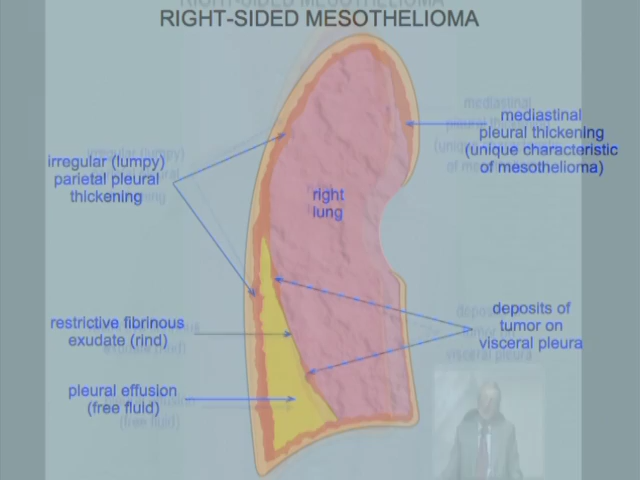 RIGHT-SIDED MESOTHELIOMA
mediastinal
pleural thickening
(unique characteristic
of mesothelioma)
irregular (lumpy)
parietal pleural
thickening
right
lung
restrictive fibrinous
exudate (rind)
deposits of
tumor on
visceral pleura
pleural effusion
(free fluid)